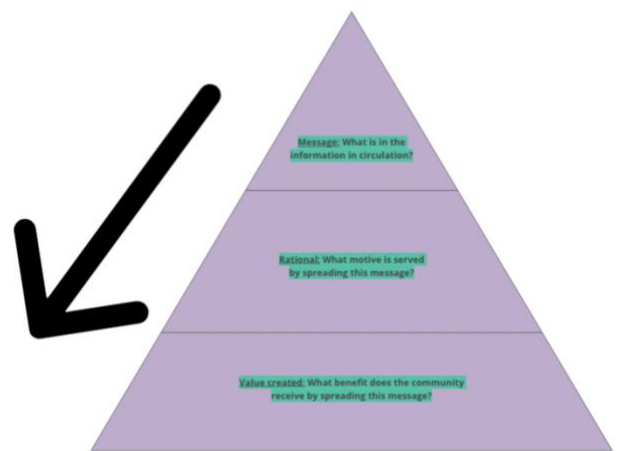 Message: What is in the
information in circulation?
Rational: What motive is served
by spreading this message?
Value created: What benefit does the community
receive by spreading this message?